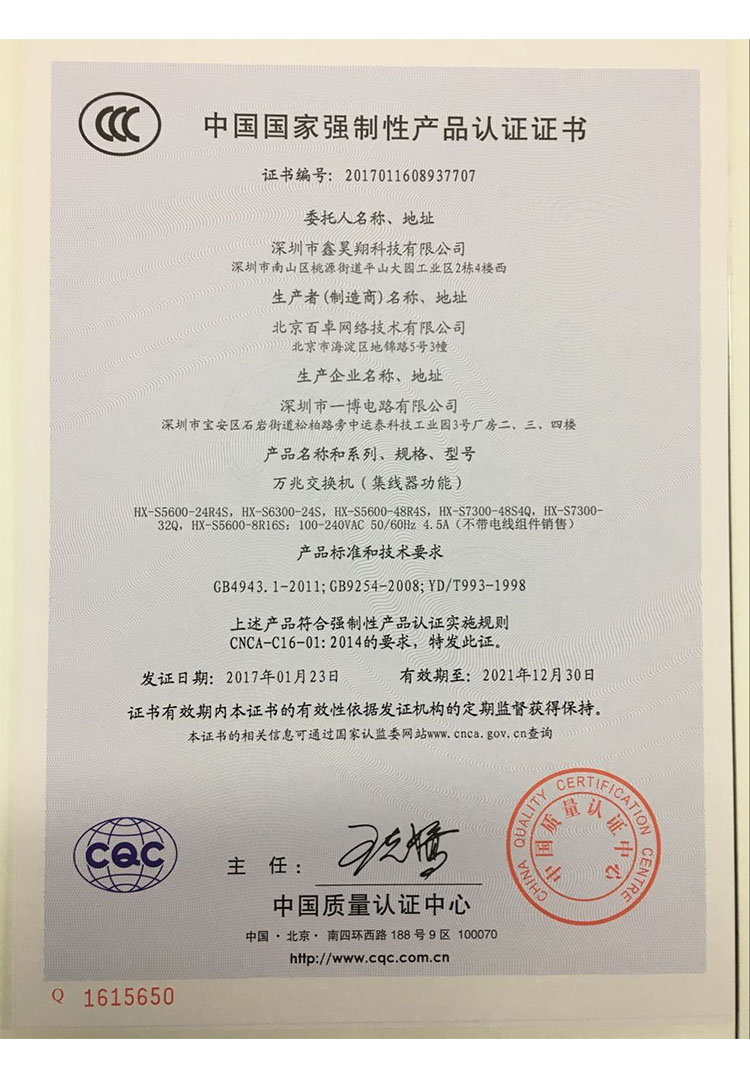 CCC
中国国家强制性产品认证证书
证书编号: 2017011608937707
委托人名称、地址
深圳市鑫昊翔科技有限公司
深圳市南山区桃源街道平山大园工业区2栋4楼西
生产者(制造商)名称、地址
北京百卓网络技术有限公司
北京市海淀区地锦路5号3幢
生产企业名称、地址
深圳市一博电路有限公司
深圳市宝安区石岩街道松柏路旁中运泰科技工业园3号厂房二、三、四楼
产品名称和系列、规格、型号
万兆交换机(集线器功能)
HX-S5600-24R4S, HX-S6300-24S, HX-S5600-48R4S, HX-S7300-48S4Q, HX-S7300-
32Q, HX-S5600-8R16S: 100-240VAC 50/60Hz 4.5A(不带电线组件销售)
产品标准和技术要求
GB4943.1-2011;GB9254-2008;YD/T993-1998
上述产品符合强制性产品认证实施规则
CNCA-C16-01:2014的要求, 特发此证。
发证日期: 2017年01月23日 有效期至: 2021年12月30日
证书有效期内本证书的有效性依据发证机构的定期监督获得保持。
本证书的相关信息可通过国家认监委网站www.cnca.gov.cn查询
CHINA QUALITY CERTIFICATION CENTRE
中国质量认证中心
CQC
主 任:
中国质量认证中心
中国·北京·南四环西路 188 号 9 区 100070
http://www.cqc.com.cn
Q 1615650